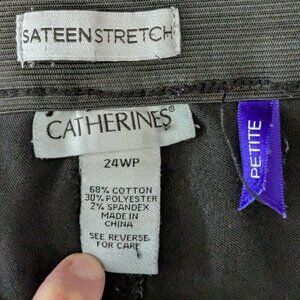 SATEEN STRETCH
CATHERINES®
24WP
68% COTTON
30% POLYESTER
2% SPANDEX
MADE IN
CHINA
SEE REVERSE
FOR CARE
PETITE